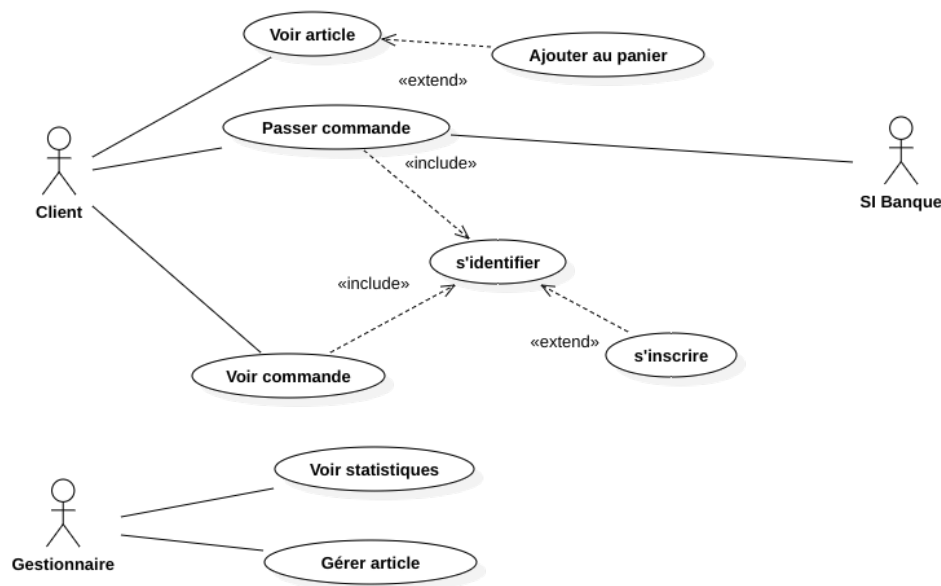 Voir article
Ajouter au panier
«extend»
Passer commande
«include»
Client
SI Banque
s'identifier
«include»
«extend»
s'inscrire
Voir commande
Voir statistiques
Gestionnaire
Gérer article